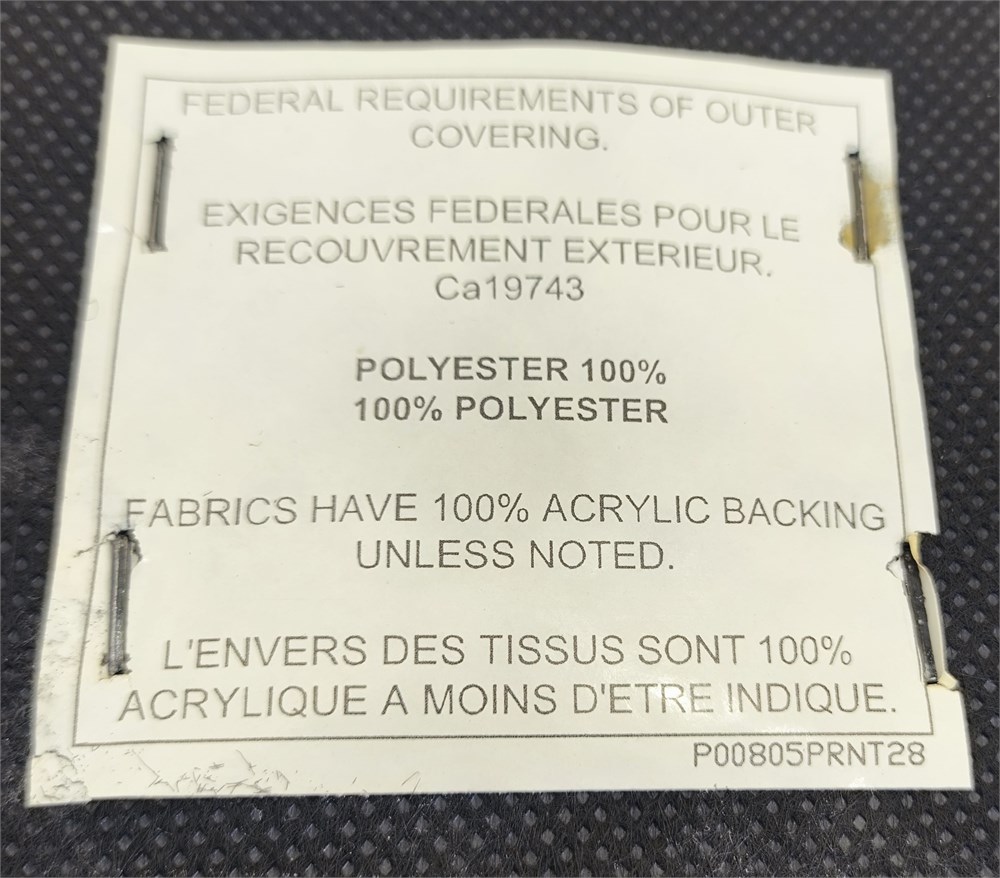 FEDERAL REQUIREMENTS OF OUTER
COVERING.
EXIGENCES FEDERALES POUR LE
RECOUVREMENT EXTERIEUR.
Ca19743
POLYESTER 100%
100% POLYESTER
FABRICS HAVE 100% ACRYLIC BACKING
UNLESS NOTED.
L'ENVERS DES TISSUS SONT 100%
ACRYLIQUE A MOINS D'ETRE INDIQUE.
P00805PRNT28